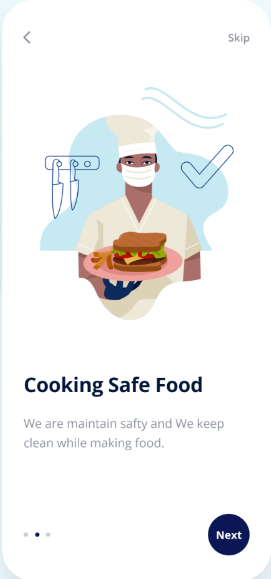 Skip
Cooking Safe Food
We are maintain safty and We keep
clean while making food.
Next